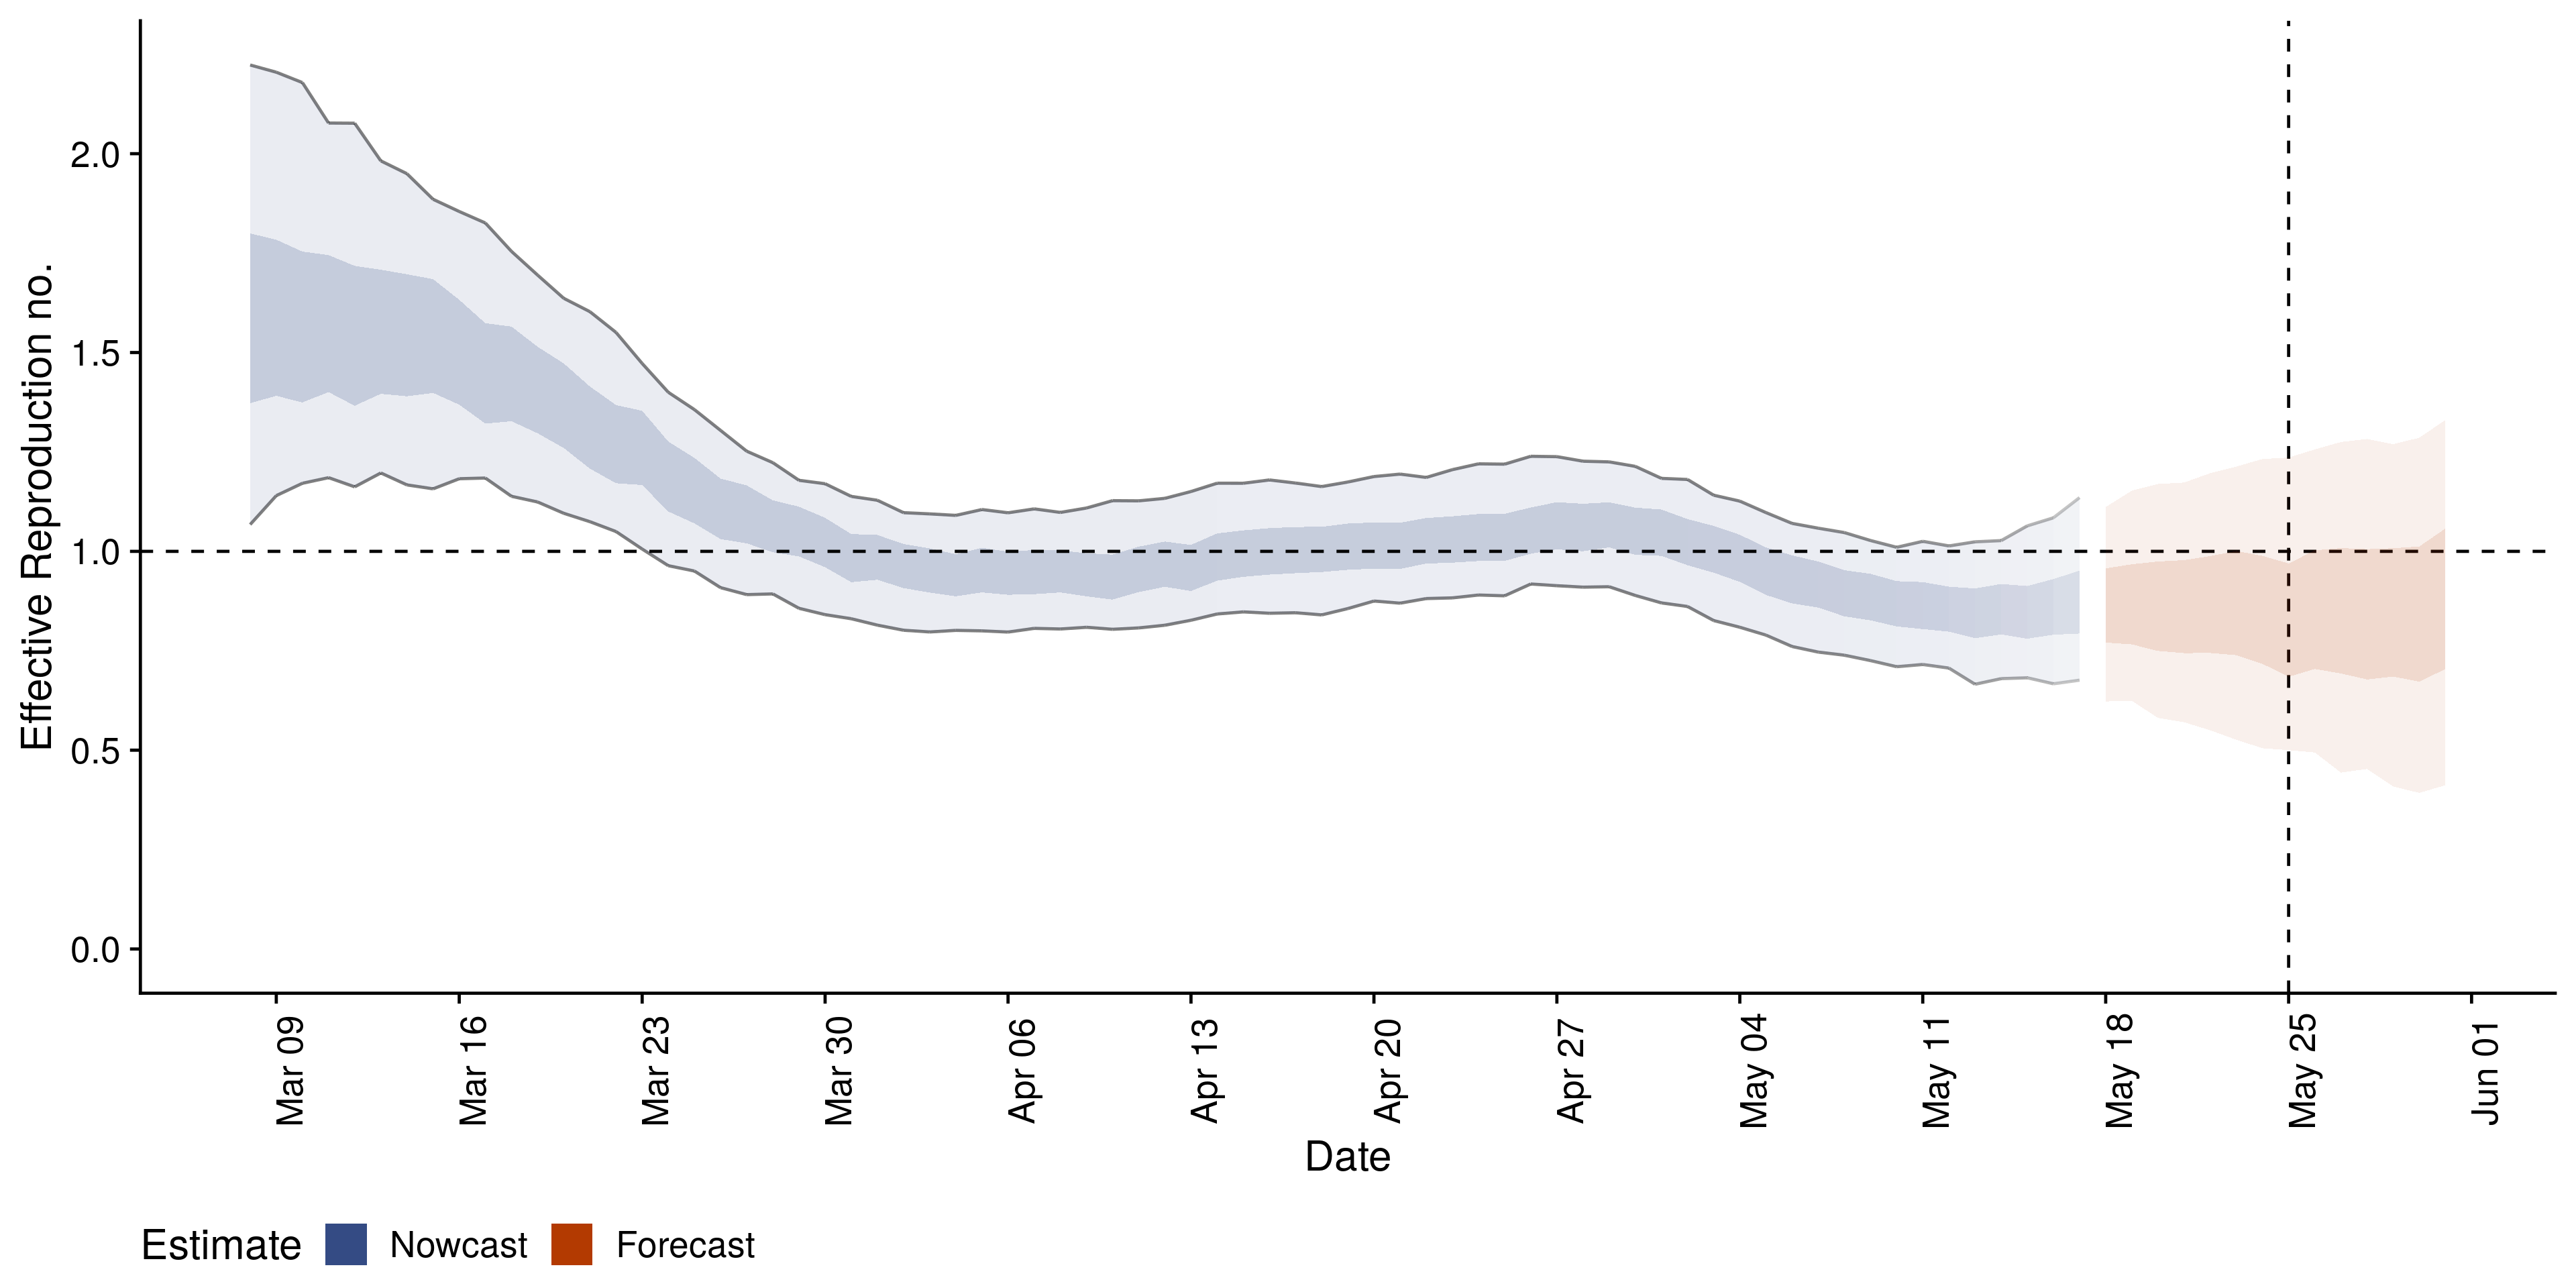 Effective Reproduction no.
2.0
1.5
1.0
0.5
0.0
Mar 09
Mar 16
Mar 23
Mar 30
Apr 06
Apr 13
Apr 20
Apr 27
May 04
May 11
May 18
May 25
Jun 01
Date
Estimate Nowcast Forecast